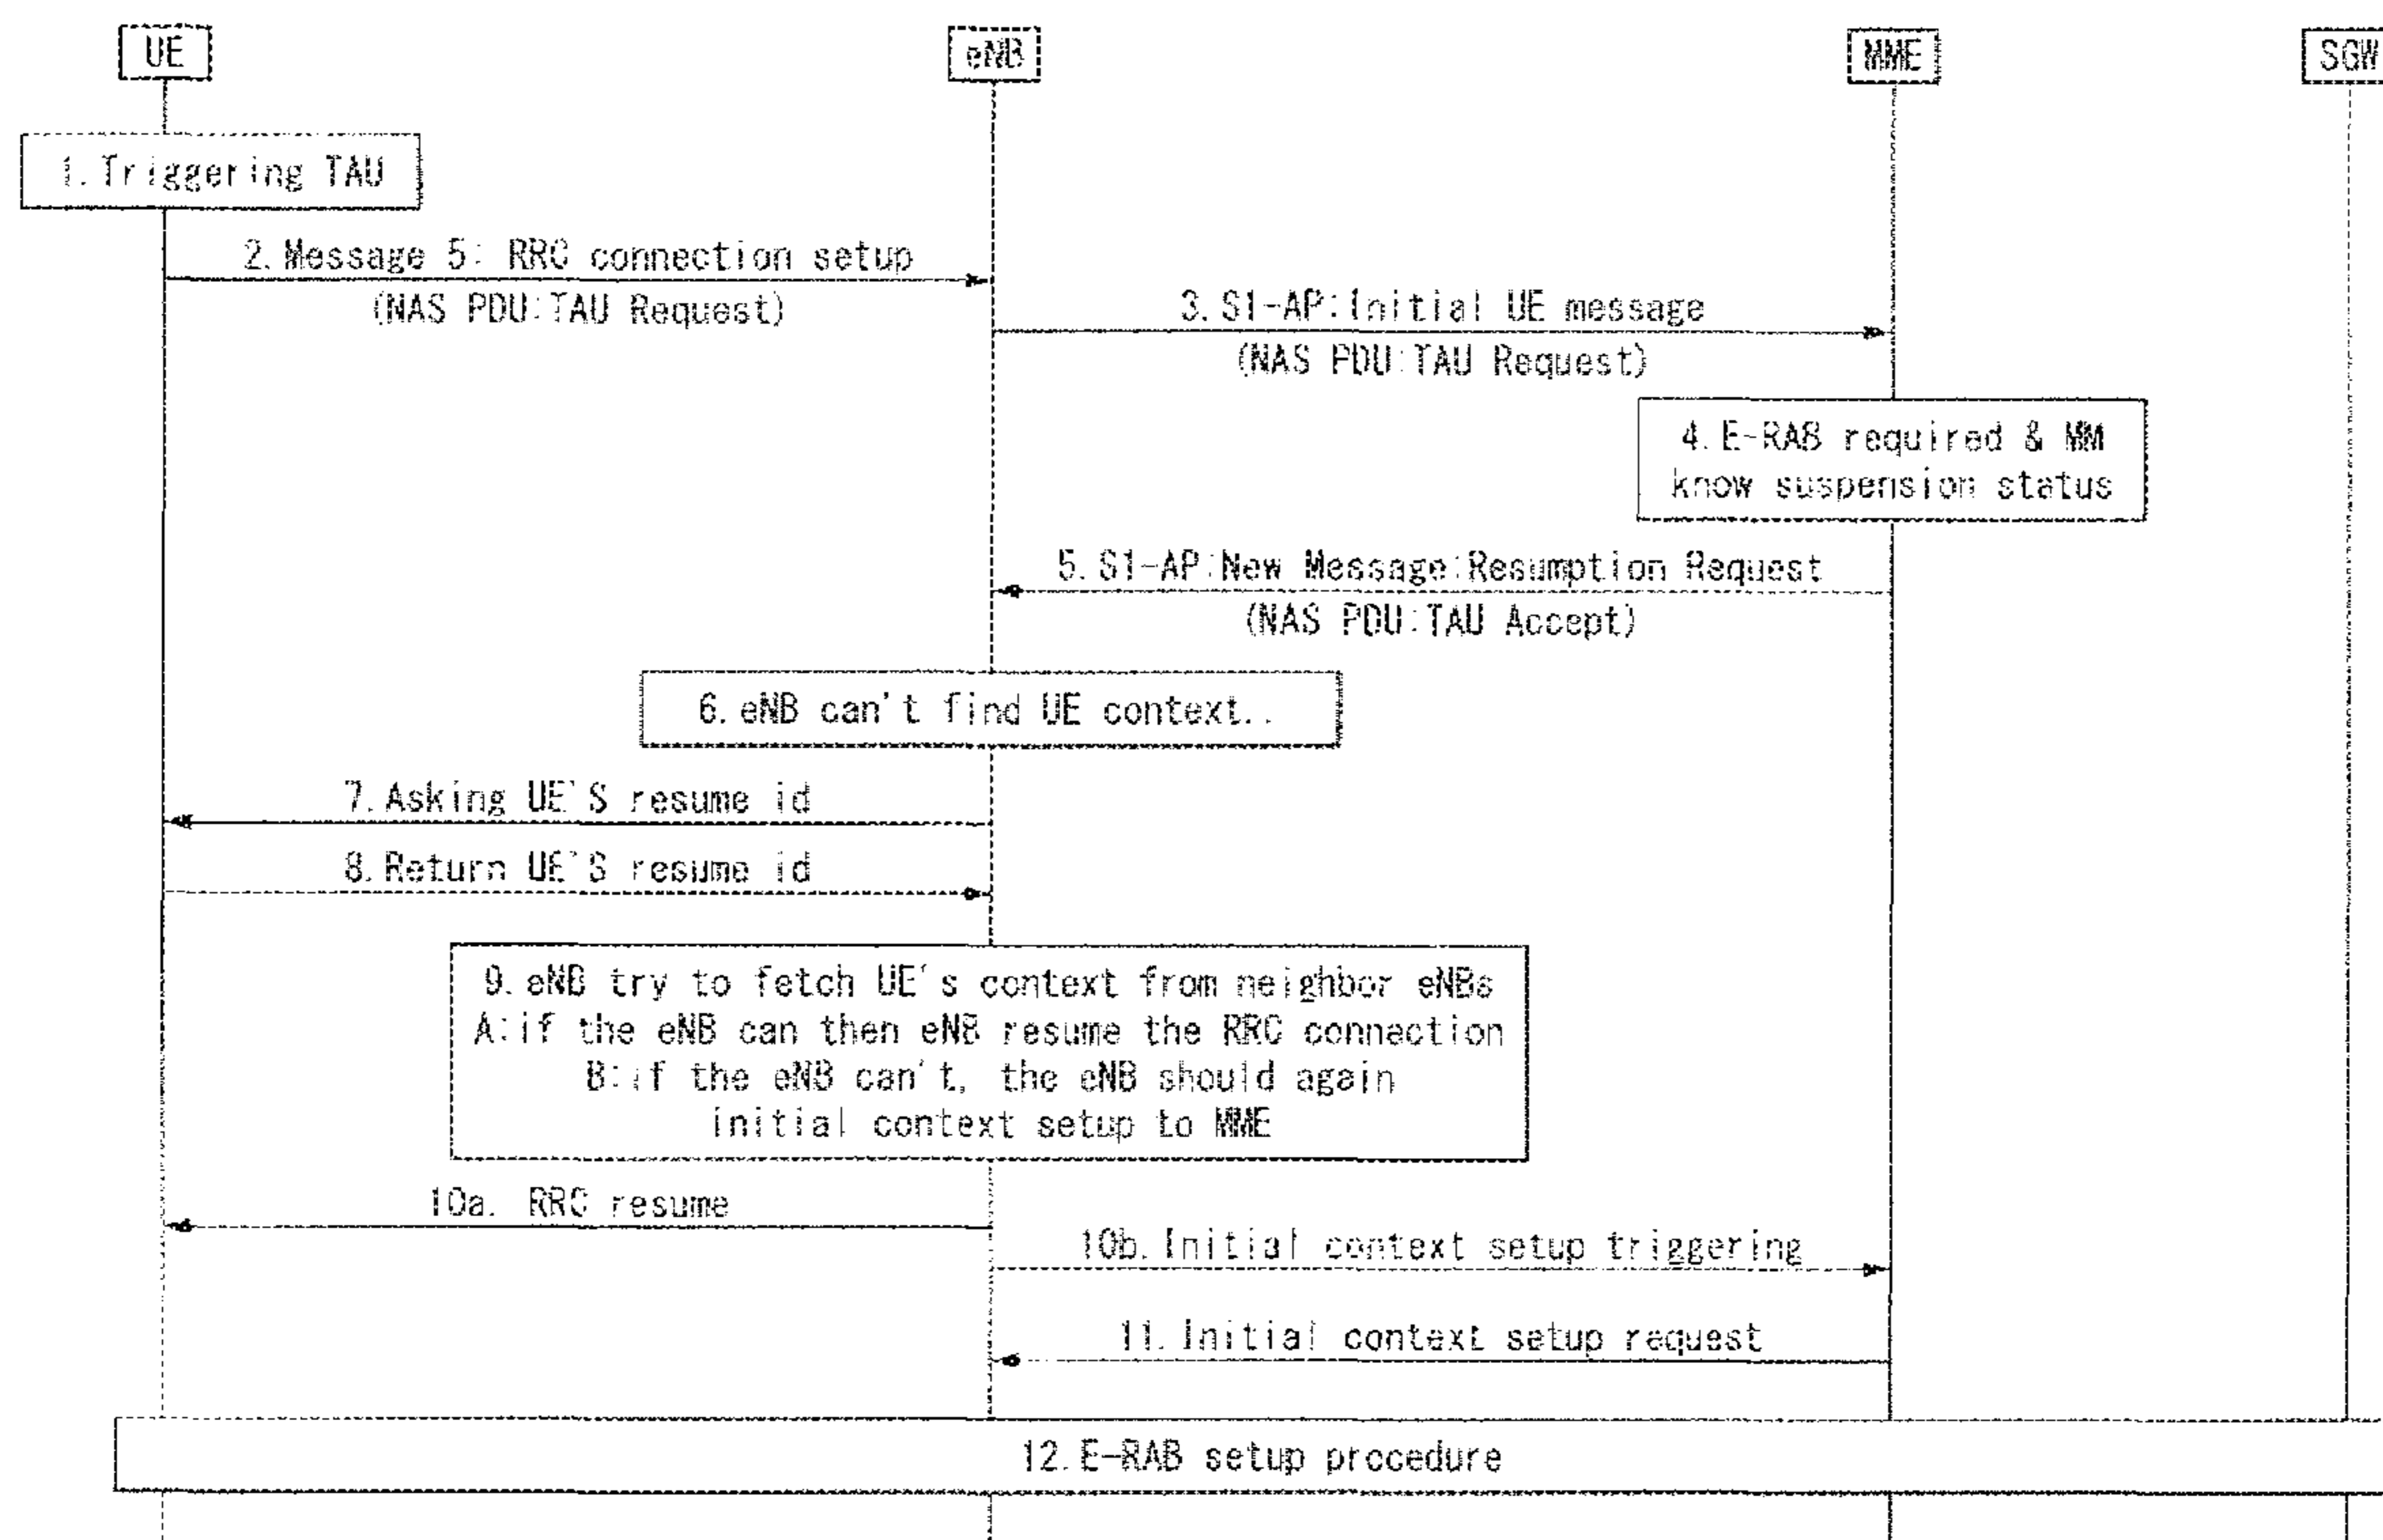 UE
eNB
MME
SGW
1. Triggering TAU
2. Message 5: RRC connection setup
(NAS PDU:TAU Request)
3. S1-AP:Initial UE message
(NAS PDU:TAU Request)
4. E-RAB required & MM
know suspension status
5. S1-AP:New Message:Resumption Request
(NAS PDU:TAU Accept)
6. eNB can't find UE context..
7. Asking UE'S resume id
8. Return UE'S resume id
9. eNB try to fetch UE's context from neighbor eNBs
A:if the eNB can then eNB resume the RRC connection
B:if the eNB can't, the eNB should again
initial context setup to MME
10a. RRC resume
10b. Initial context setup triggering
11. Initial context setup request
12. E-RAB setup procedure